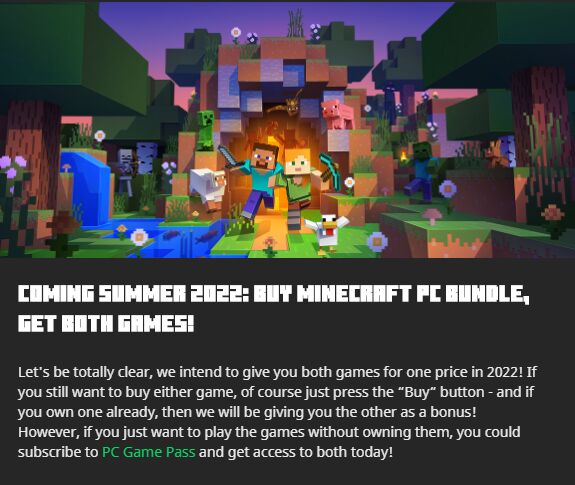 COMING SUMMER 2022: BUY MINECRAFT PC BUNDLE,
GET BOTH GAMES!
Let's be totally clear, we intend to give you both games for one price in 2022! If
you still want to buy either game, of course just press the “Buy” button - and if
you own one already, then we will be giving you the other as a bonus!
However, if you just want to play the games without owning them, you could
subscribe to PC Game Pass and get access to both today!